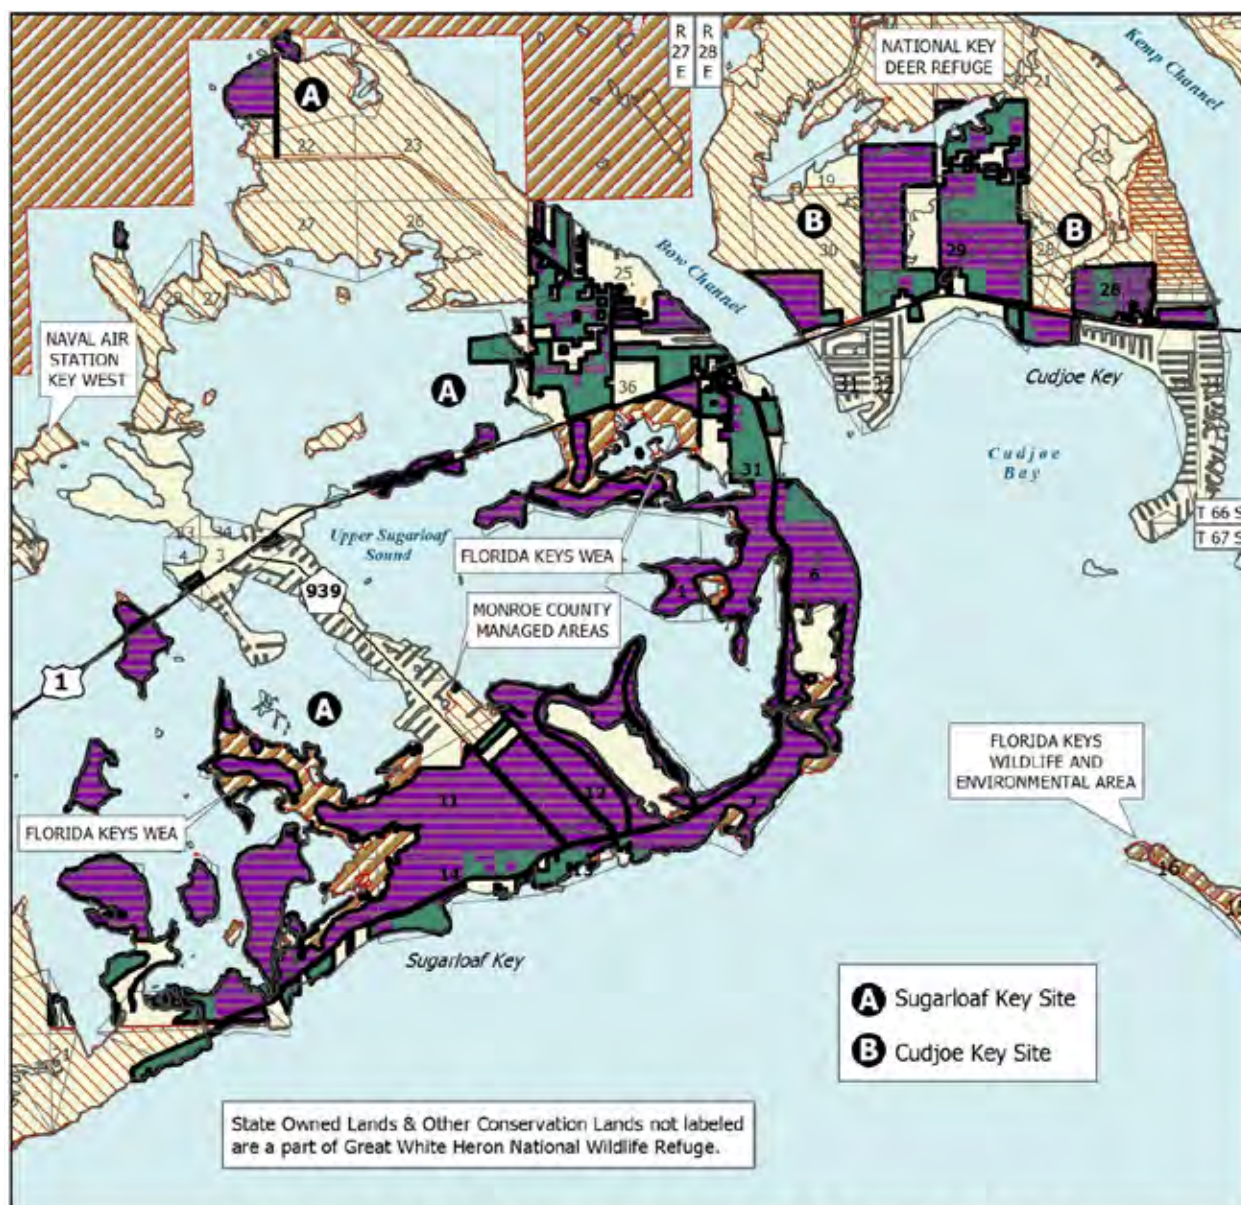 R
27
E
R
28
E
NATIONAL KEY
DEER REFUGE
21
Kemp Channel
A
22
23
19
B
B
30
29
28
28
27
26
25
Bow Channel
NAVAL AIR
STATION
KEY WEST
27
A
36
31
32
Cudjoe Key
Cudjoe
Bay
31
T 66 S
T 67 S
4
3
Upper Sugarloaf
Sound
FLORIDA KEYS WEA
939
6
MONROE COUNTY
MANAGED AREAS
1
1
A
FLORIDA KEYS
WILDLIFE AND
ENVIRONMENTAL AREA
11
12
7
FLORIDA KEYS WEA
14
13
16
Sugarloaf Key
A Sugarloaf Key Site
B Cudjoe Key Site
21
State Owned Lands & Other Conservation Lands not labeled
are a part of Great White Heron National Wildlife Refuge.